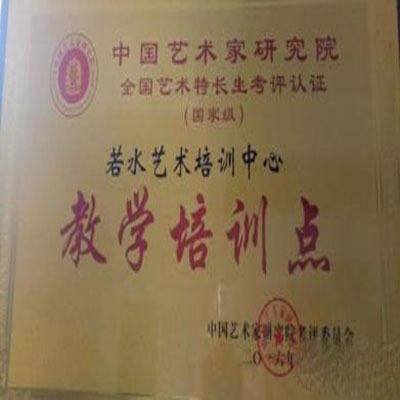 中国艺术家研究院
全国艺术特长生考评认证
(国家级)
若水艺术培训中心
教学培训点
中国艺术家研究院考评委员会
二〇一六年